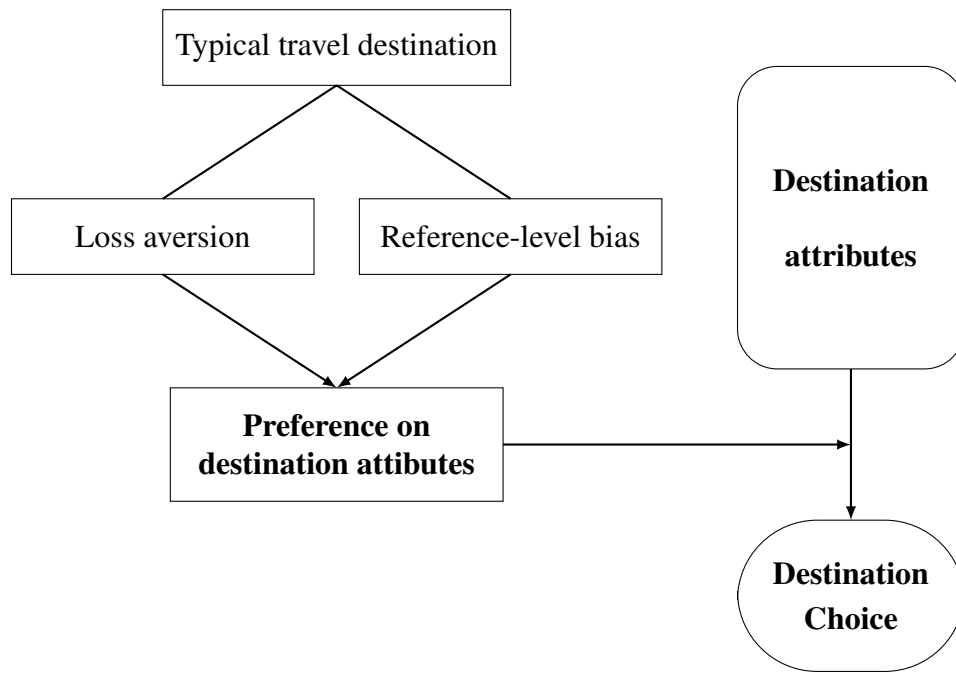 Typical travel destination
Destination
attributes
Loss aversion
Reference-level bias
Preference on
destination attibutes
Destination
Choice